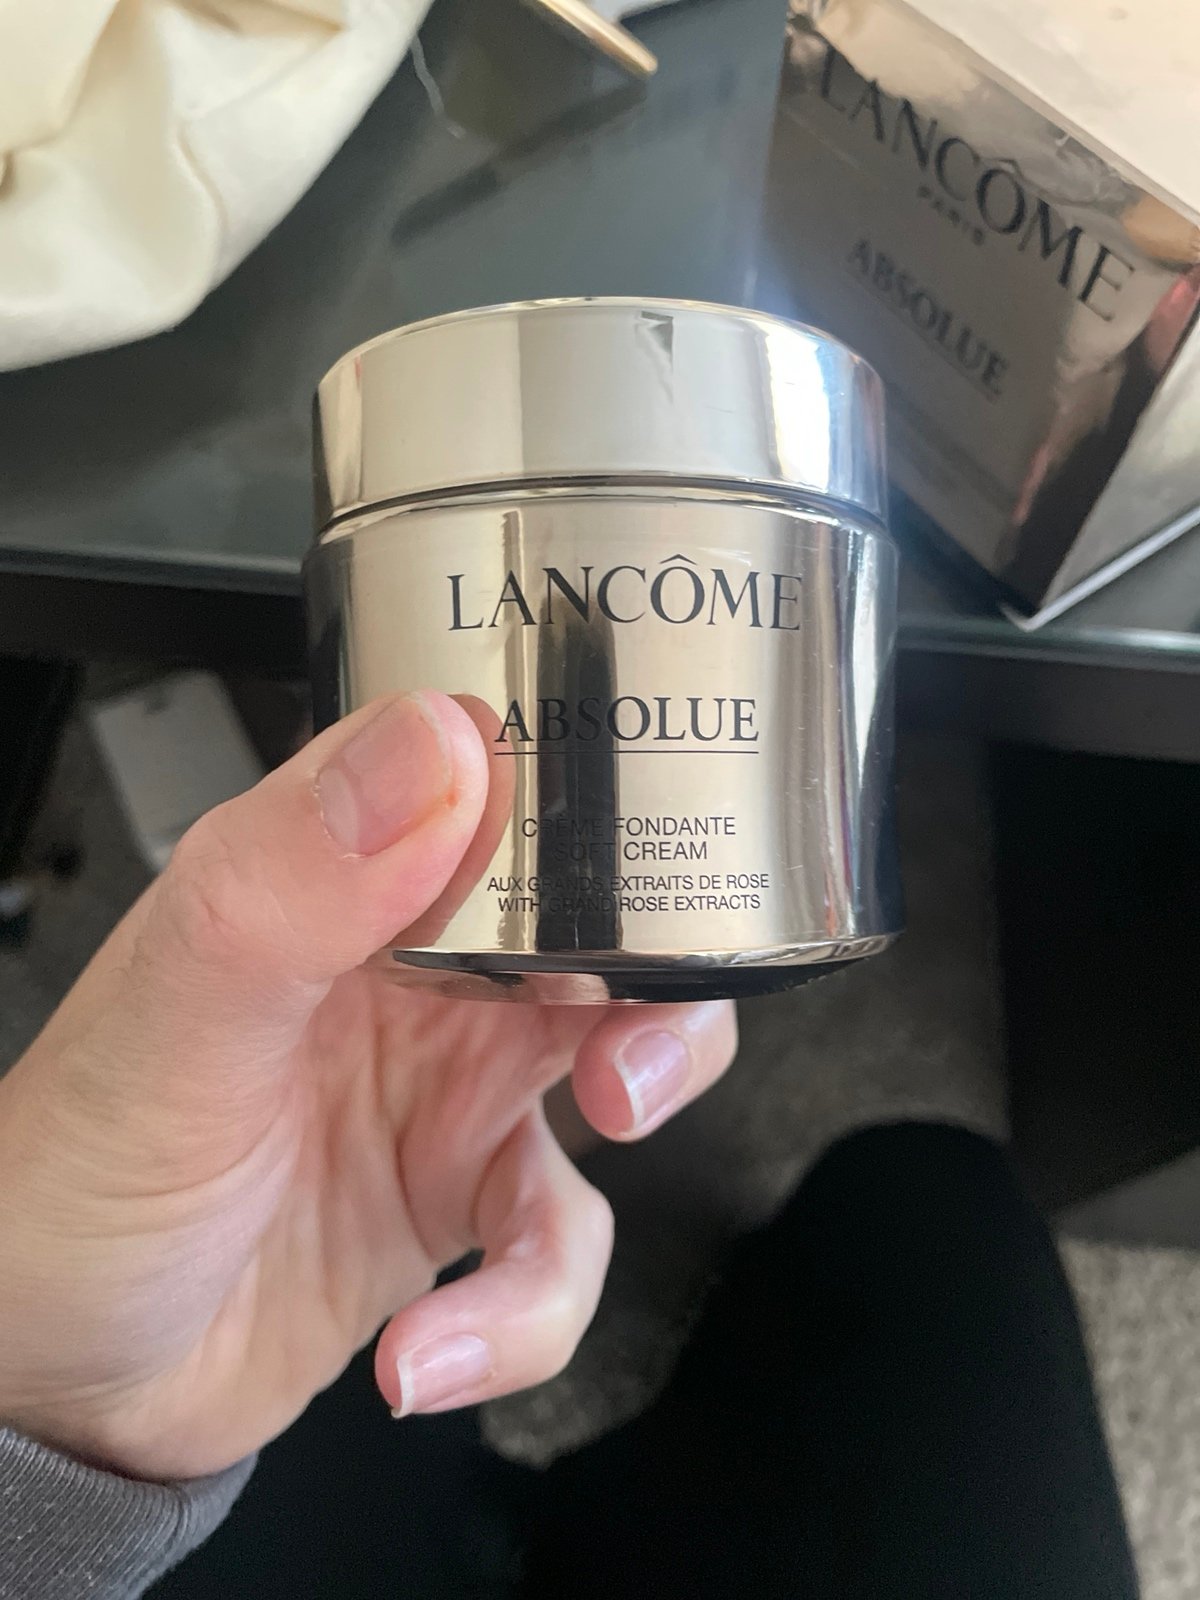 LANCÔME
PARIS
ABSOLUE
LANCÔME
ABSOLUE
CRÈME FONDANTE
SOFT CREAM
AUX GRANDS EXTRAITS DE ROSE
WITH GRAND ROSE EXTRACTS